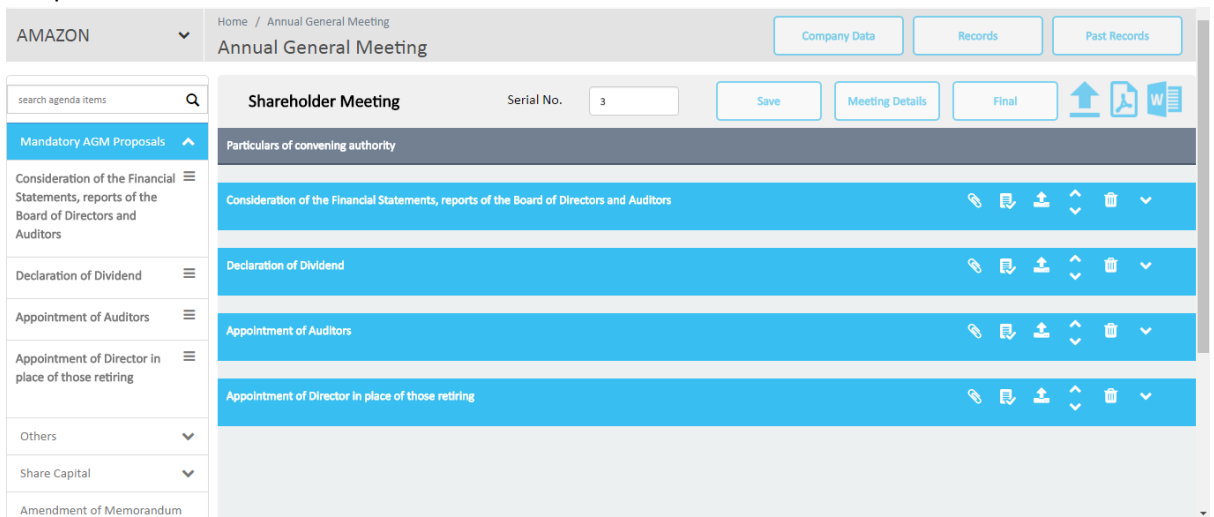 AMAZON
Home / Annual General Meeting
Annual General Meeting
Company Data
Records
Past Records
search agenda items
Mandatory AGM Proposals
Consideration of the Financial
Statements, reports of the
Board of Directors and
Auditors
Declaration of Dividend
Appointment of Auditors
Appointment of Director in
place of those retiring
Others
Share Capital
Amendment of Memorandum
Shareholder Meeting
Serial No.
3
Save
Meeting Details
Final
W
Particulars of convening authority
Consideration of the Financial Statements, reports of the Board of Directors and Auditors
Declaration of Dividend
Appointment of Auditors
Appointment of Director in place of those retiring